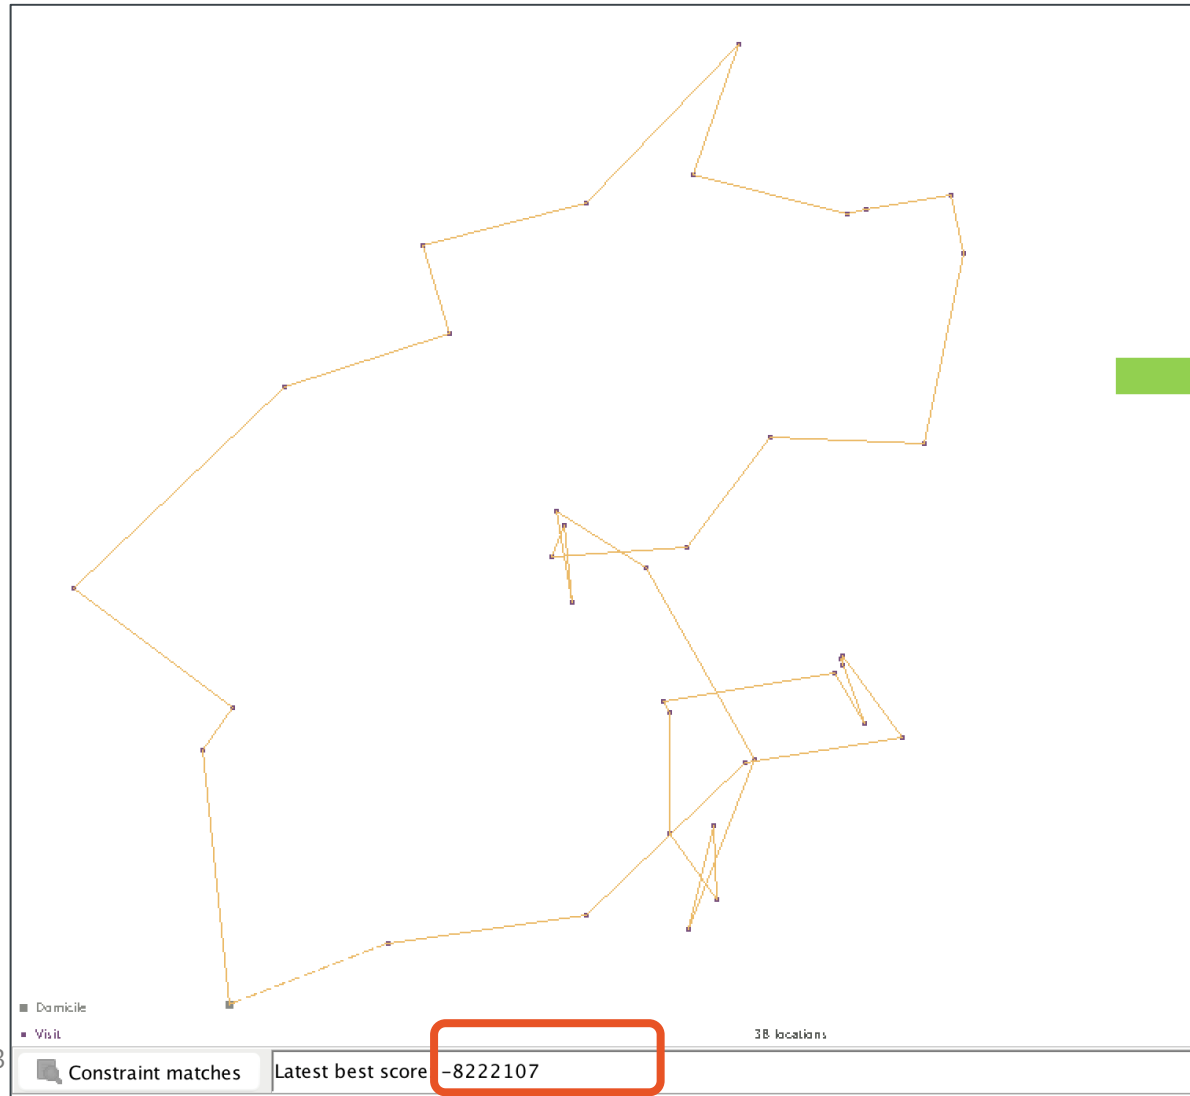 Domicile
Visit
38 locations
Constraint matches
Latest best score -8222107